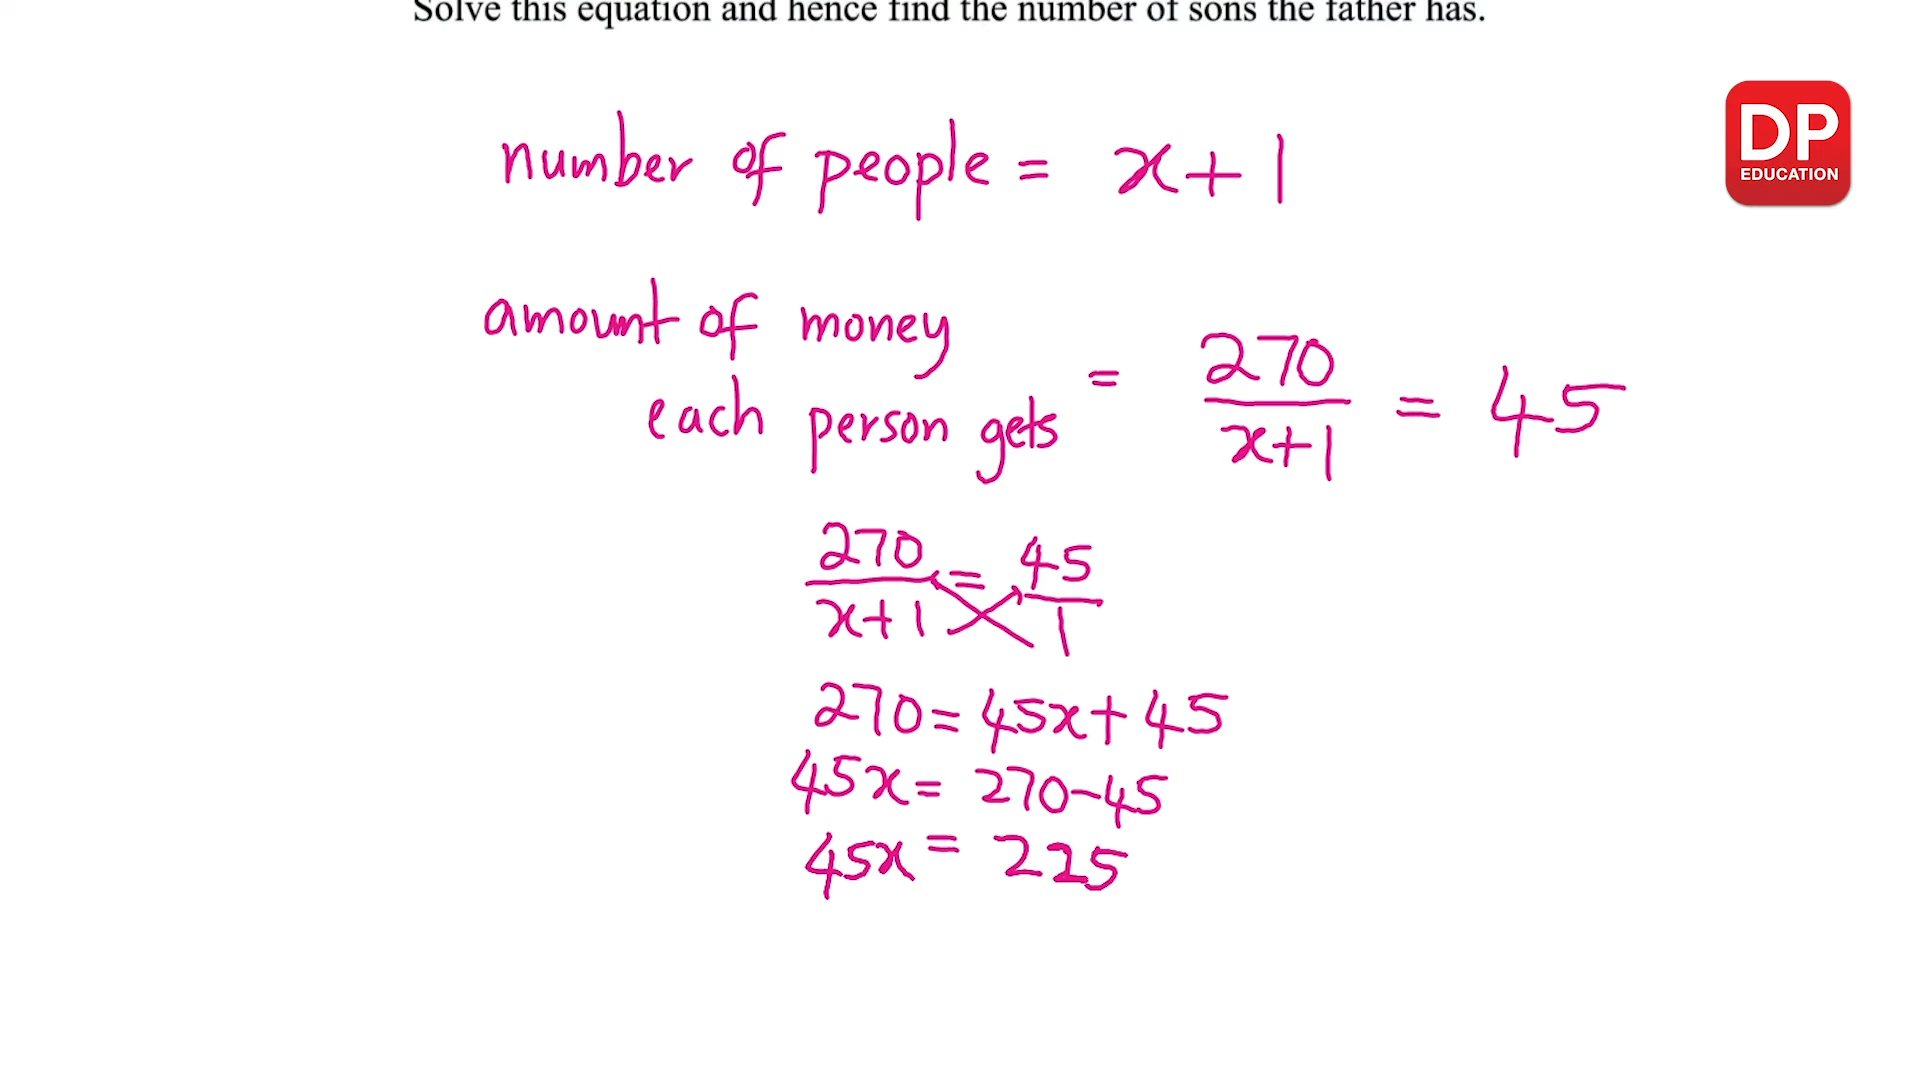 Solve this equation and hence find the number of sons the father has.
DP
EDUCATION
number of people = x+1
amount of money
each person gets = 270/(x+1) = 45
270/(x+1) = 45/1
270 = 45x + 45
45x = 270-45
45x = 225